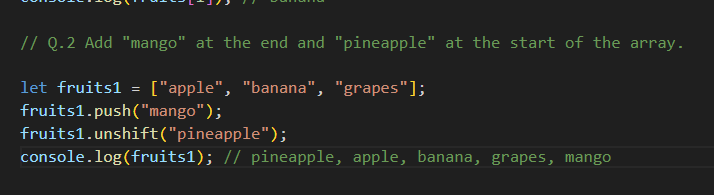 console.log(fruits[1]); // banana
// Q.2 Add "mango" at the end and "pineapple" at the start of the array.
let fruits1 = ["apple", "banana", "grapes"];
fruits1.push("mango");
fruits1.unshift("pineapple");
console.log(fruits1); // pineapple, apple, banana, grapes, mango